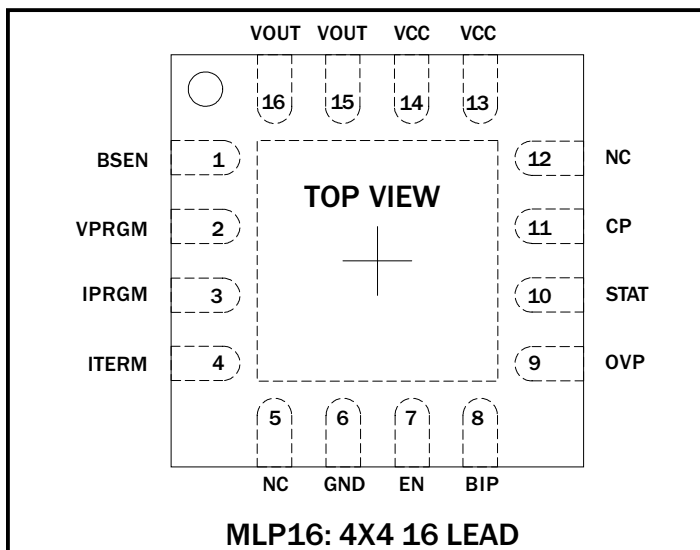 VOUT VOUT VCC VCC
16 15 14 13
BSEN 1 12 NC
TOP VIEW
VPRGM 2 11 CP
IPRGM 3 10 STAT
ITERM 4 9 OVP
5 6 7 8
NC GND EN BIP
MLP16: 4X4 16 LEAD